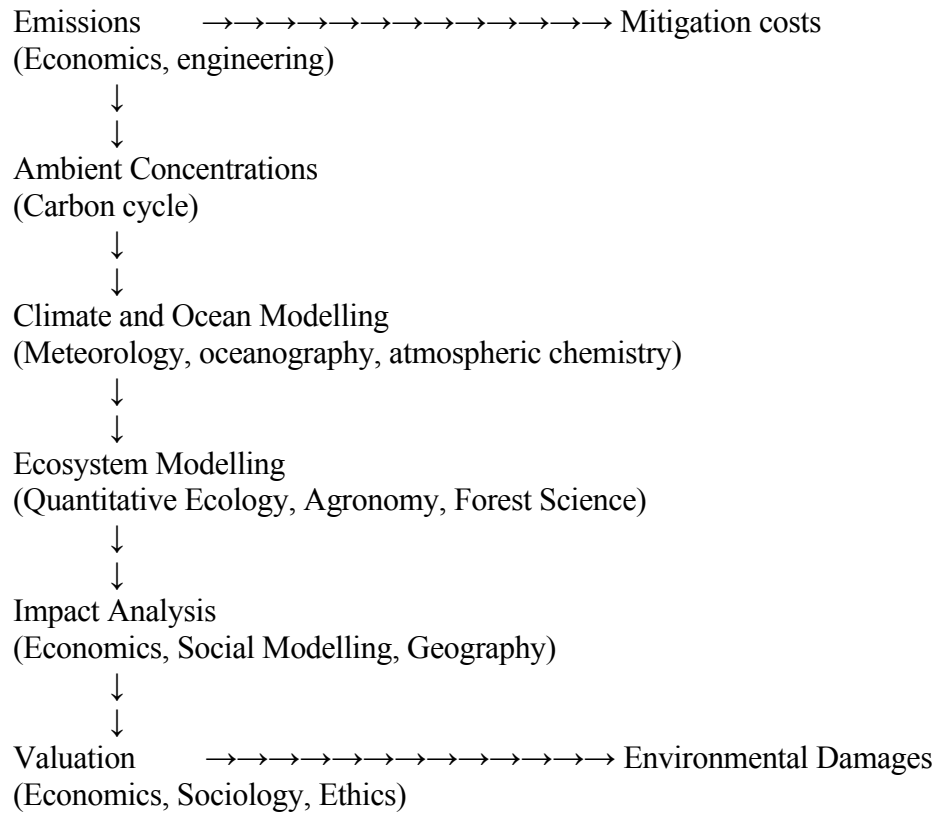 Emissions →→→→→→→→→→→→→ Mitigation costs
(Economics, engineering)
↓
↓
Ambient Concentrations
(Carbon cycle)
↓
↓
Climate and Ocean Modelling
(Meteorology, oceanography, atmospheric chemistry)
↓
↓
Ecosystem Modelling
(Quantitative Ecology, Agronomy, Forest Science)
↓
↓
Impact Analysis
(Economics, Social Modelling, Geography)
↓
↓
Valuation →→→→→→→→→→→→→ Environmental Damages
(Economics, Sociology, Ethics)